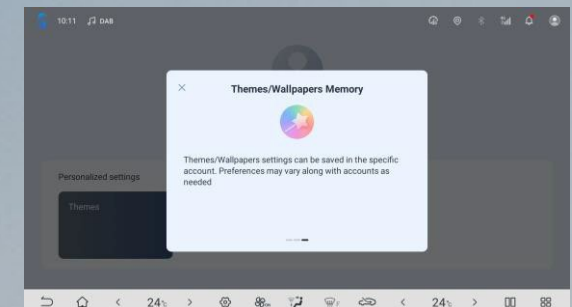 10:11 DAB
Themes/Wallpapers Memory
Themes/Wallpapers settings can be saved in the specific
account. Preferences may vary along with accounts as
needed
Personalized settings
Themes
24℃ 24℃